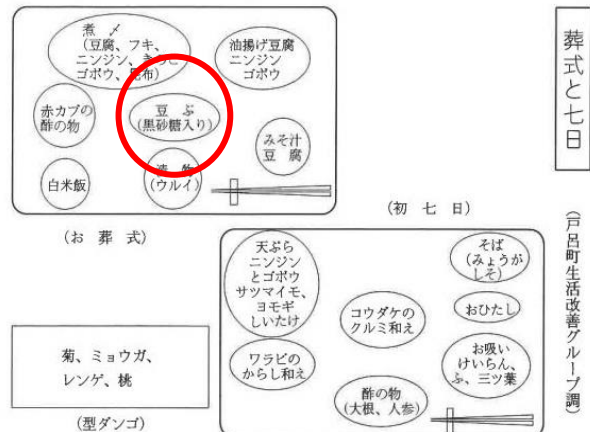 葬式と七日
煮〆
(豆腐、フキ、
ニンジン、
ゴボウ、昆布)
油揚げ豆腐
ニンジン
ゴボウ
赤カブの
酢の物
豆ぶ
(黒砂糖入り)
みそ汁
豆腐
白米飯
漬物
(ウルイ)
(お葬式)
(初七日)
天ぷら
ニンジン
とゴボウ
サツマイモ、
ヨモギ
しいたけ
そば
(みょうが
しそ)
コウダケの
クルミ和え
おひたし
ワラビの
からし和え
お吸い
けいらん、
ふ、三ツ葉
酢の物
(大根、人参)
菊、ミョウガ、
レンゲ、桃
(型ダンゴ)
(戸呂町生活改善グループ調)